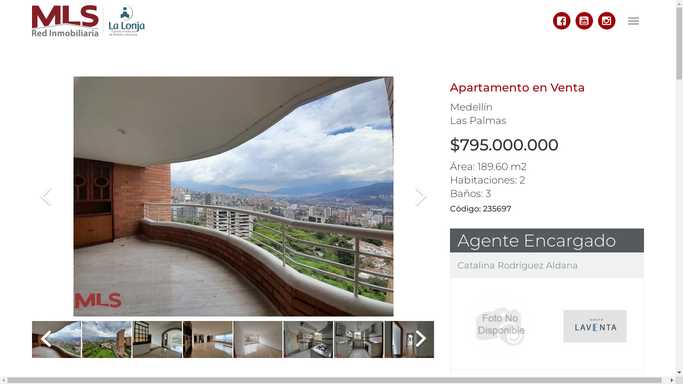 MLS
Red Inmobiliaria
La Lonja
Apartamento en Venta
Medellín
Las Palmas
$795.000.000
Área: 189.60 m2
Habitaciones: 2
Baños: 3
Código: 235697
MLS
Agente Encargado
Catalina Rodríguez Aldana
Foto No
Disponible
LAVENTA